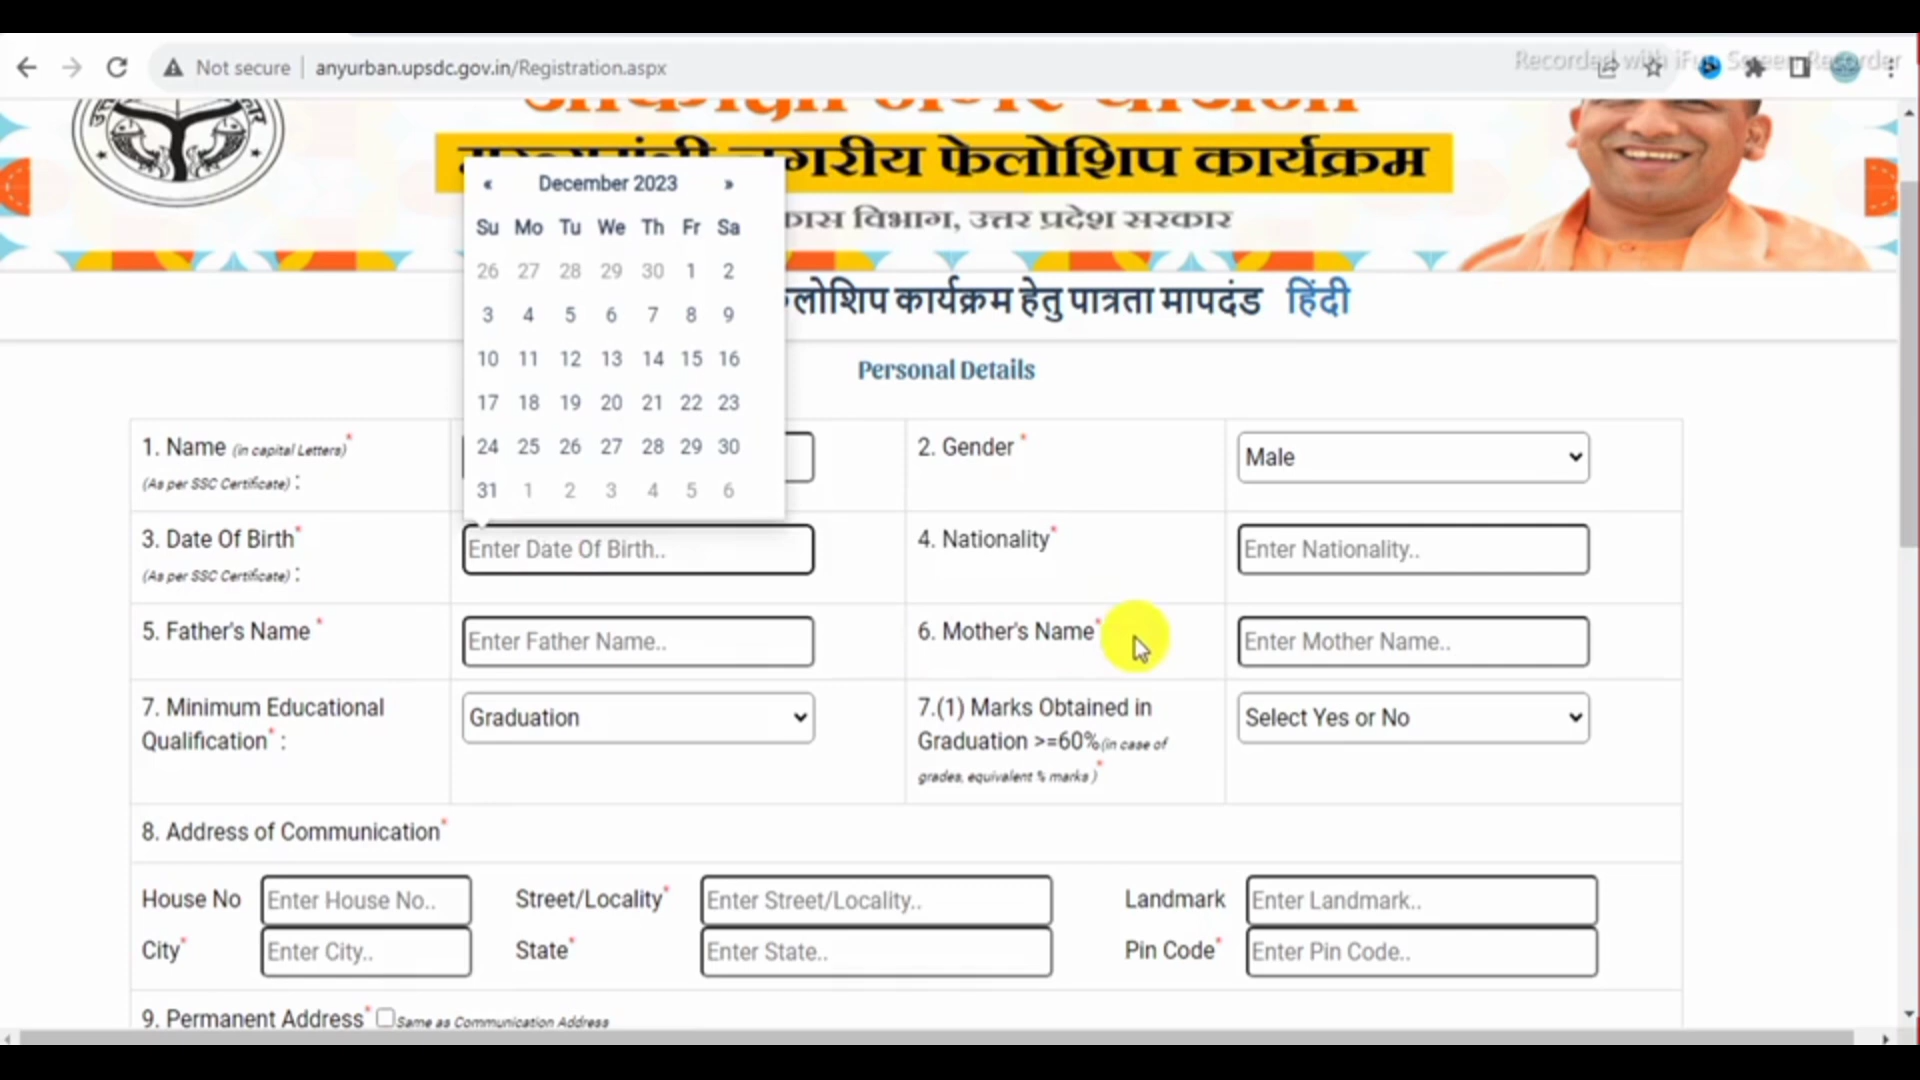 Not secure anyurban.upsdc.gov.in/Registration.aspx
Recorded with iFun Screen Recorder
नगरीय फेलोशिप कार्यक्रम
विभाग, उत्तर प्रदेश सरकार
« December 2023 »
Su Mo Tu We Th Fr Sa
26 27 28 29 30 1 2
3 4 5 6 7 8 9
10 11 12 13 14 15 16
17 18 19 20 21 22 23
24 25 26 27 28 29 30
31 1 2 3 4 5 6
कार्यक्रम हेतु पात्रता मापदंड हिंदी
Personal Details
1. Name (in capital Letters)*
(As per SSC Certificate) :
2. Gender *
Male
3. Date Of Birth*
(As per SSC Certificate) :
Enter Date Of Birth..
4. Nationality*
Enter Nationality..
5. Father's Name *
Enter Father Name..
6. Mother's Name*
Enter Mother Name..
7. Minimum Educational
Qualification* :
Graduation
7.(1) Marks Obtained in
Graduation >=60%(in case of
grades, equivalent % marks )*
Select Yes or No
8. Address of Communication*
House No Enter House No.. Street/Locality* Enter Street/Locality.. Landmark Enter Landmark..
City* Enter City.. State* Enter State.. Pin Code* Enter Pin Code..
9. Permanent Address* Same as Communication Address